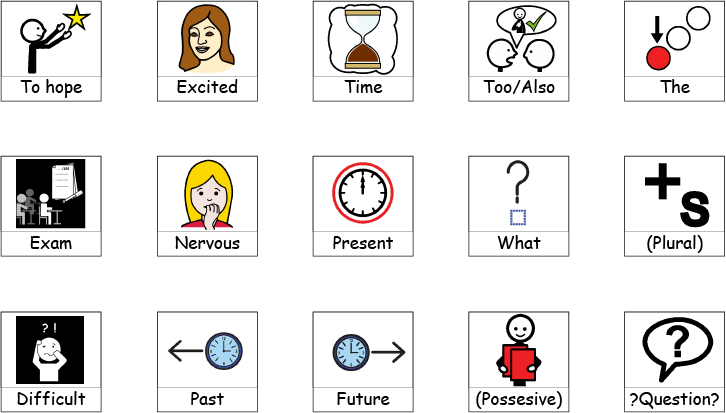 To hope
Excited
Time
Too/Also
The
Exam
Nervous
Present
What
+s
(Plural)
? !
Difficult
Past
Future
(Possesive)
?
?Question?